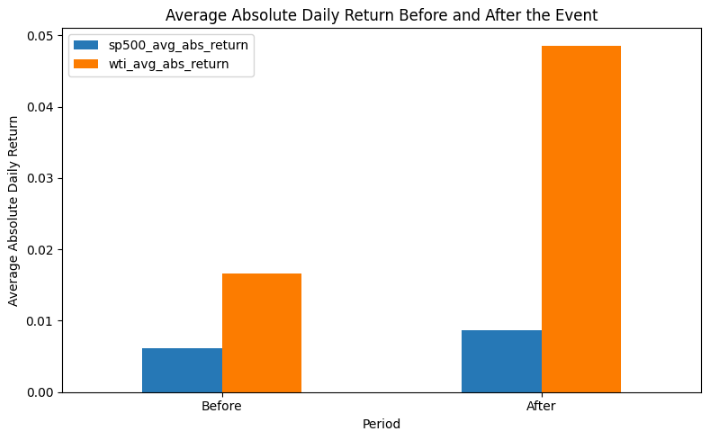 Average Absolute Daily Return Before and After the Event
sp500_avg_abs_return
wti_avg_abs_return
Average Absolute Daily Return
0.05
0.04
0.03
0.02
0.01
0.00
Before
After
Period